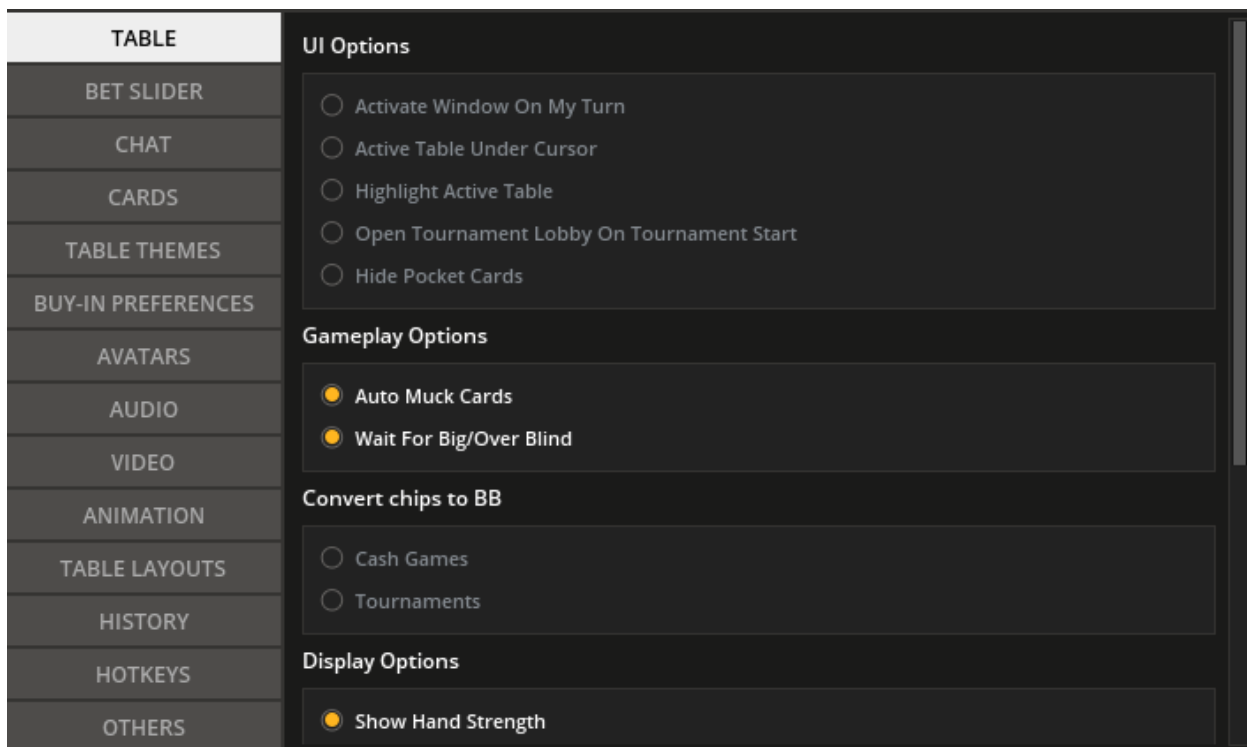 TABLE
BET SLIDER
CHAT
CARDS
TABLE THEMES
BUY-IN PREFERENCES
AVATARS
AUDIO
VIDEO
ANIMATION
TABLE LAYOUTS
HISTORY
HOTKEYS
OTHERS
UI Options
Activate Window On My Turn
Active Table Under Cursor
Highlight Active Table
Open Tournament Lobby On Tournament Start
Hide Pocket Cards
Gameplay Options
Auto Muck Cards
Wait For Big/Over Blind
Convert chips to BB
Cash Games
Tournaments
Display Options
Show Hand Strength